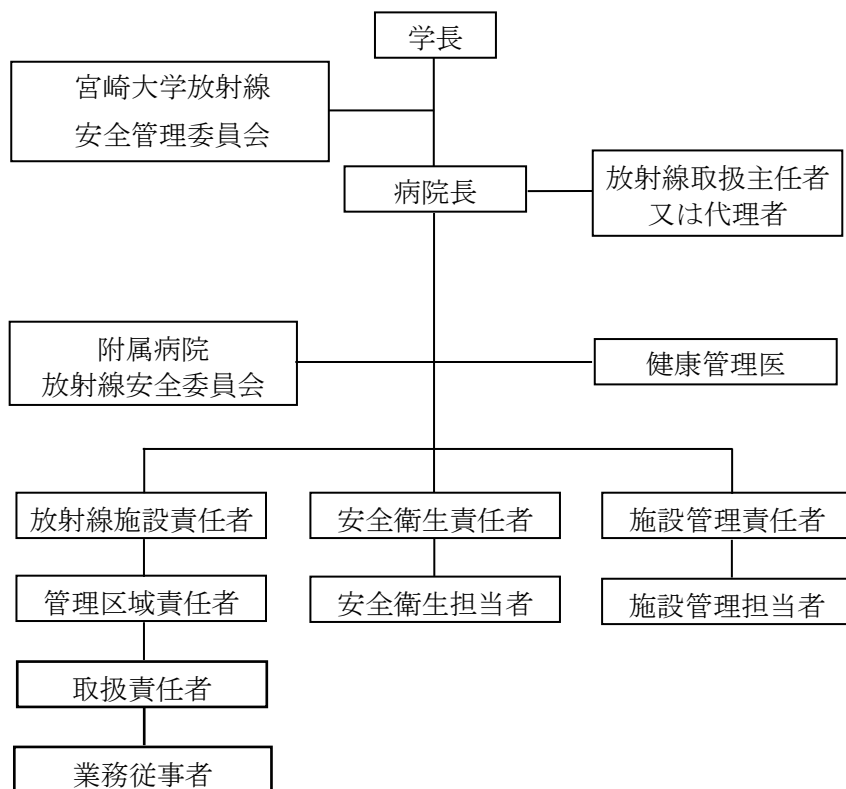 学長
宮崎大学放射線
安全管理委員会
病院長
放射線取扱主任者
又は代理者
附属病院
放射線安全委員会
健康管理医
放射線施設責任者
安全衛生責任者
施設管理責任者
管理区域責任者
安全衛生担当者
施設管理担当者
取扱責任者
業務従事者